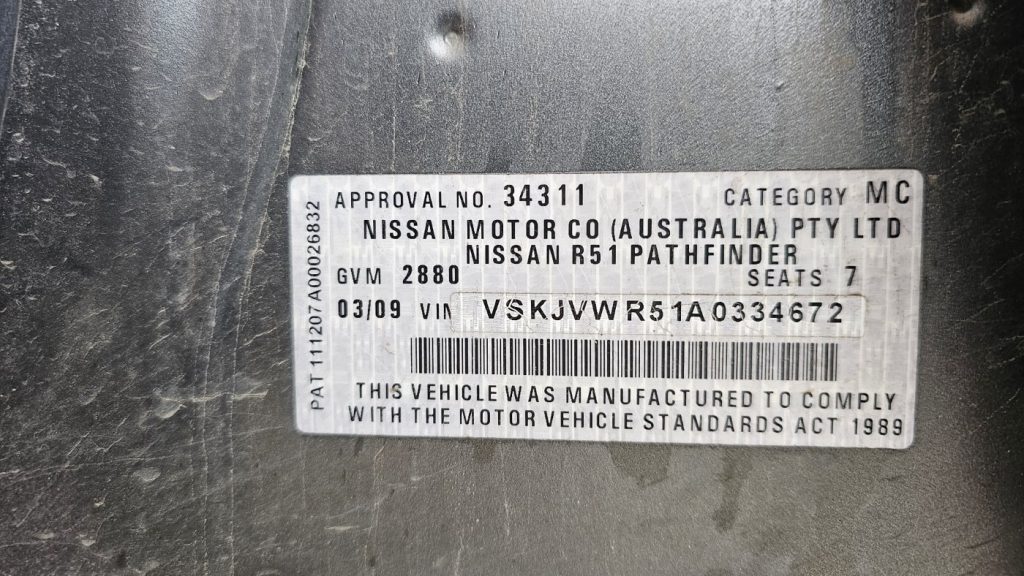 APPROVAL NO. 34311 CATEGORY MC
NISSAN MOTOR CO (AUSTRALIA) PTY LTD
NISSAN R51 PATHFINDER
GVM 2880 SEATS 7
03/09 VIN VSKJVWR51A0334672
THIS VEHICLE WAS MANUFACTURED TO COMPLY
WITH THE MOTOR VEHICLE STANDARDS ACT 1989
PAT 111207 A00026832